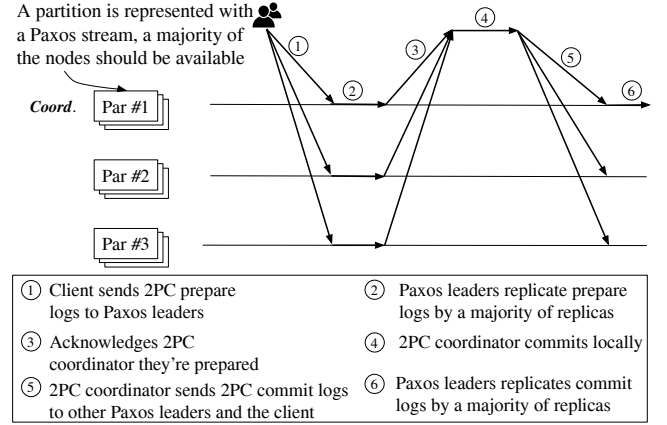 A partition is represented with
a Paxos stream, a majority of
the nodes should be available
1
2
3
4
5
6
Coord.
Par #1
Par #2
Par #3
1 Client sends 2PC prepare
logs to Paxos leaders
2 Paxos leaders replicate prepare
logs by a majority of replicas
3 Acknowledges 2PC
coordinator they're prepared
4 2PC coordinator commits locally
5 2PC coordinator sends 2PC commit logs
to other Paxos leaders and the client
6 Paxos leaders replicates commit
logs by a majority of replicas